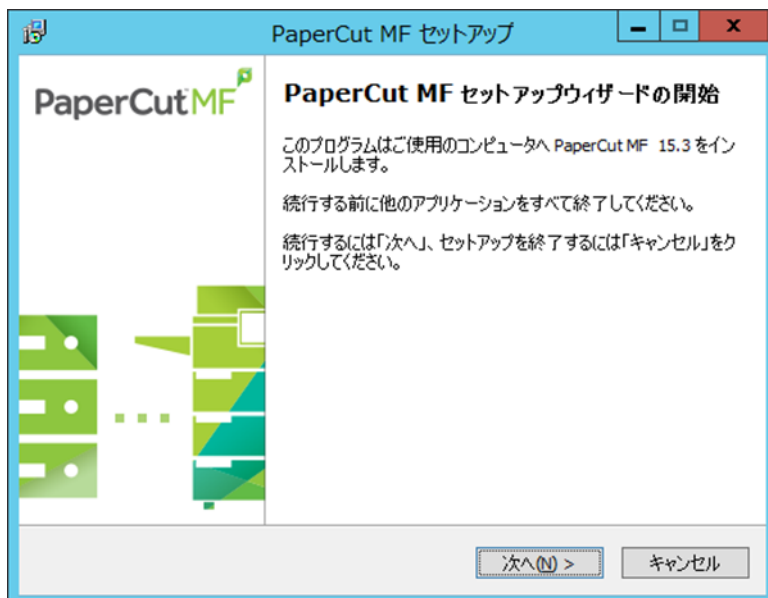 PaperCut MF セットアップ
PaperCut MF
PaperCut MF セットアップウィザードの開始
このプログラムはご使用のコンピュータへ PaperCut MF 15.3 をイン
ストールします。
続行する前に他のアプリケーションをすべて終了してください。
続行するには「次へ」、セットアップを終了するには「キャンセル」をク
リックしてください。
次へ(N) >
キャンセル